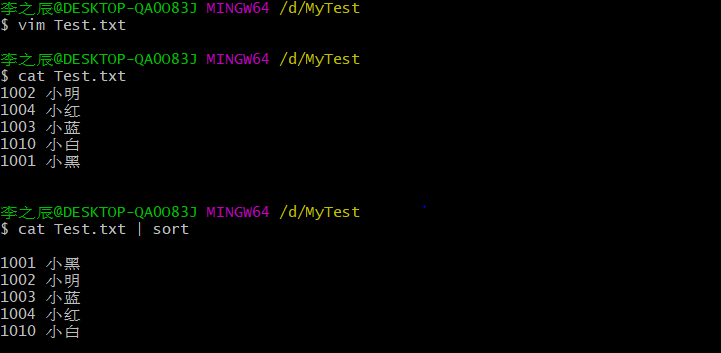 李之辰@DESKTOP-QAOO83J MINGW64 /d/MyTest
$ vim Test.txt
李之辰@DESKTOP-QAOO83J MINGW64 /d/MyTest
$ cat Test.txt
1002 小明
1004 小红
1003 小蓝
1010 小白
1001 小黑
李之辰@DESKTOP-QAOO83J MINGW64 /d/MyTest
$ cat Test.txt | sort
1001 小黑
1002 小明
1003 小蓝
1004 小红
1010 小白